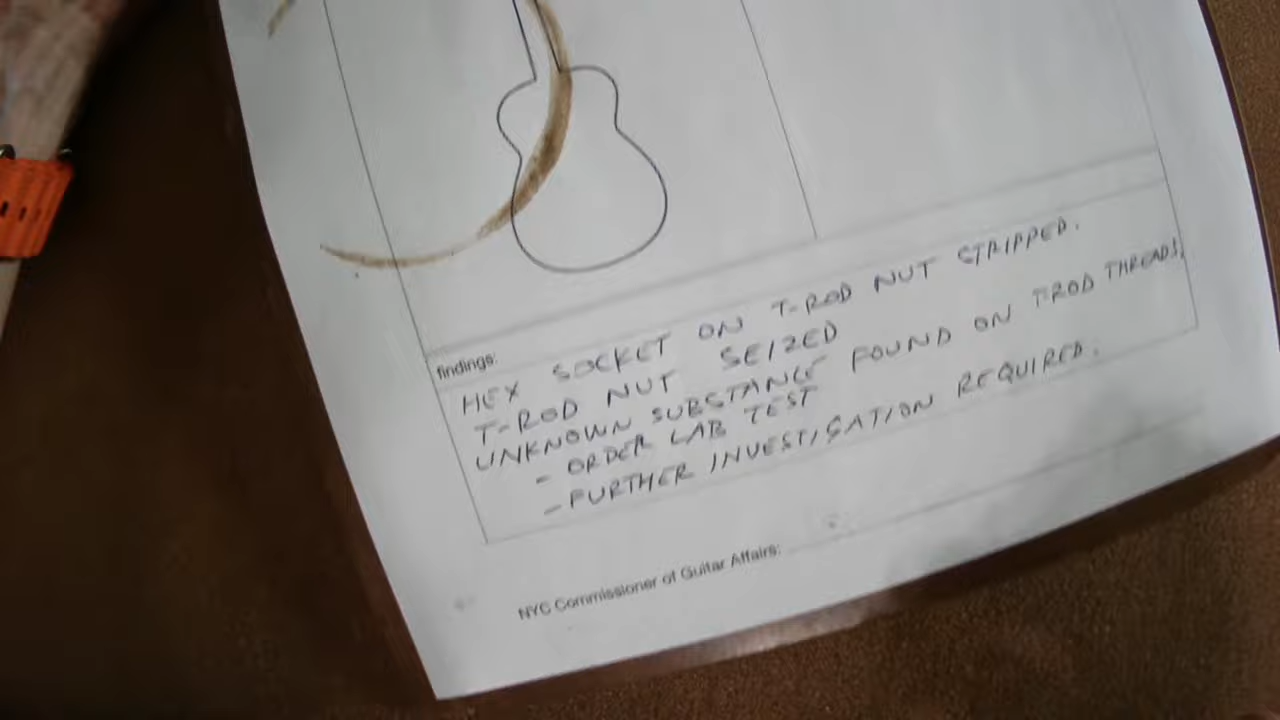 findings:
HEX SOCKET ON T-ROD NUT STRIPPED.
T-ROD NUT SEIZED
UNKNOWN SUBSTANCE FOUND ON T-ROD THREADS,
- ORDER LAB TEST
- FURTHER INVESTIGATION REQUIRED.
NYC Commissioner of Guitar Affairs: